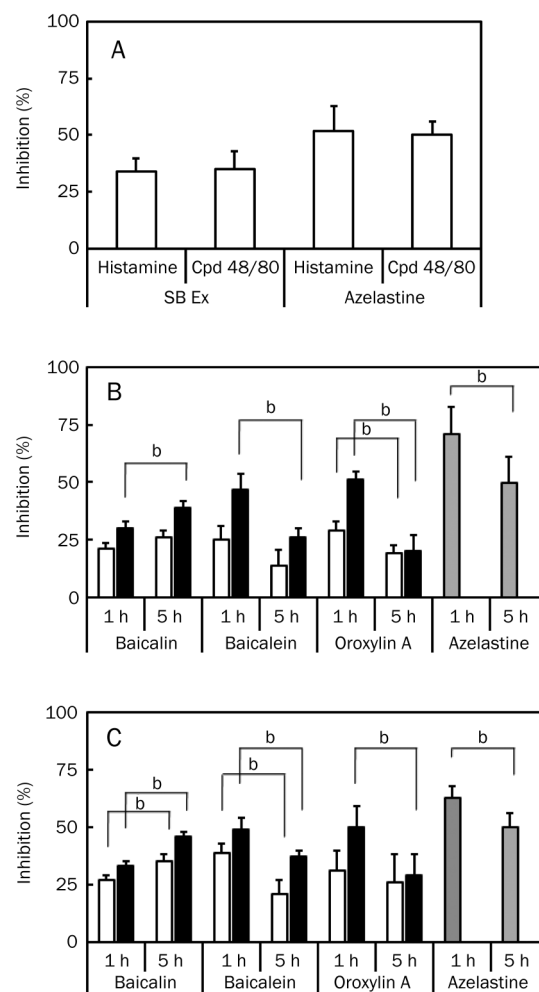 100
A
75
50
25
0
Inhibition (%)
Histamine Cpd 48/80 Histamine Cpd 48/80
SB Ex Azelastine
100
B
b
75
b b
b
b
50
25
0
Inhibition (%)
1 h 5 h 1 h 5 h 1 h 5 h 1 h 5 h
Baicalin Baicalein Oroxylin A Azelastine
100
C
b b b
75
b
b
b
50
25
0
Inhibition (%)
1 h 5 h 1 h 5 h 1 h 5 h 1 h 5 h
Baicalin Baicalein Oroxylin A Azelastine